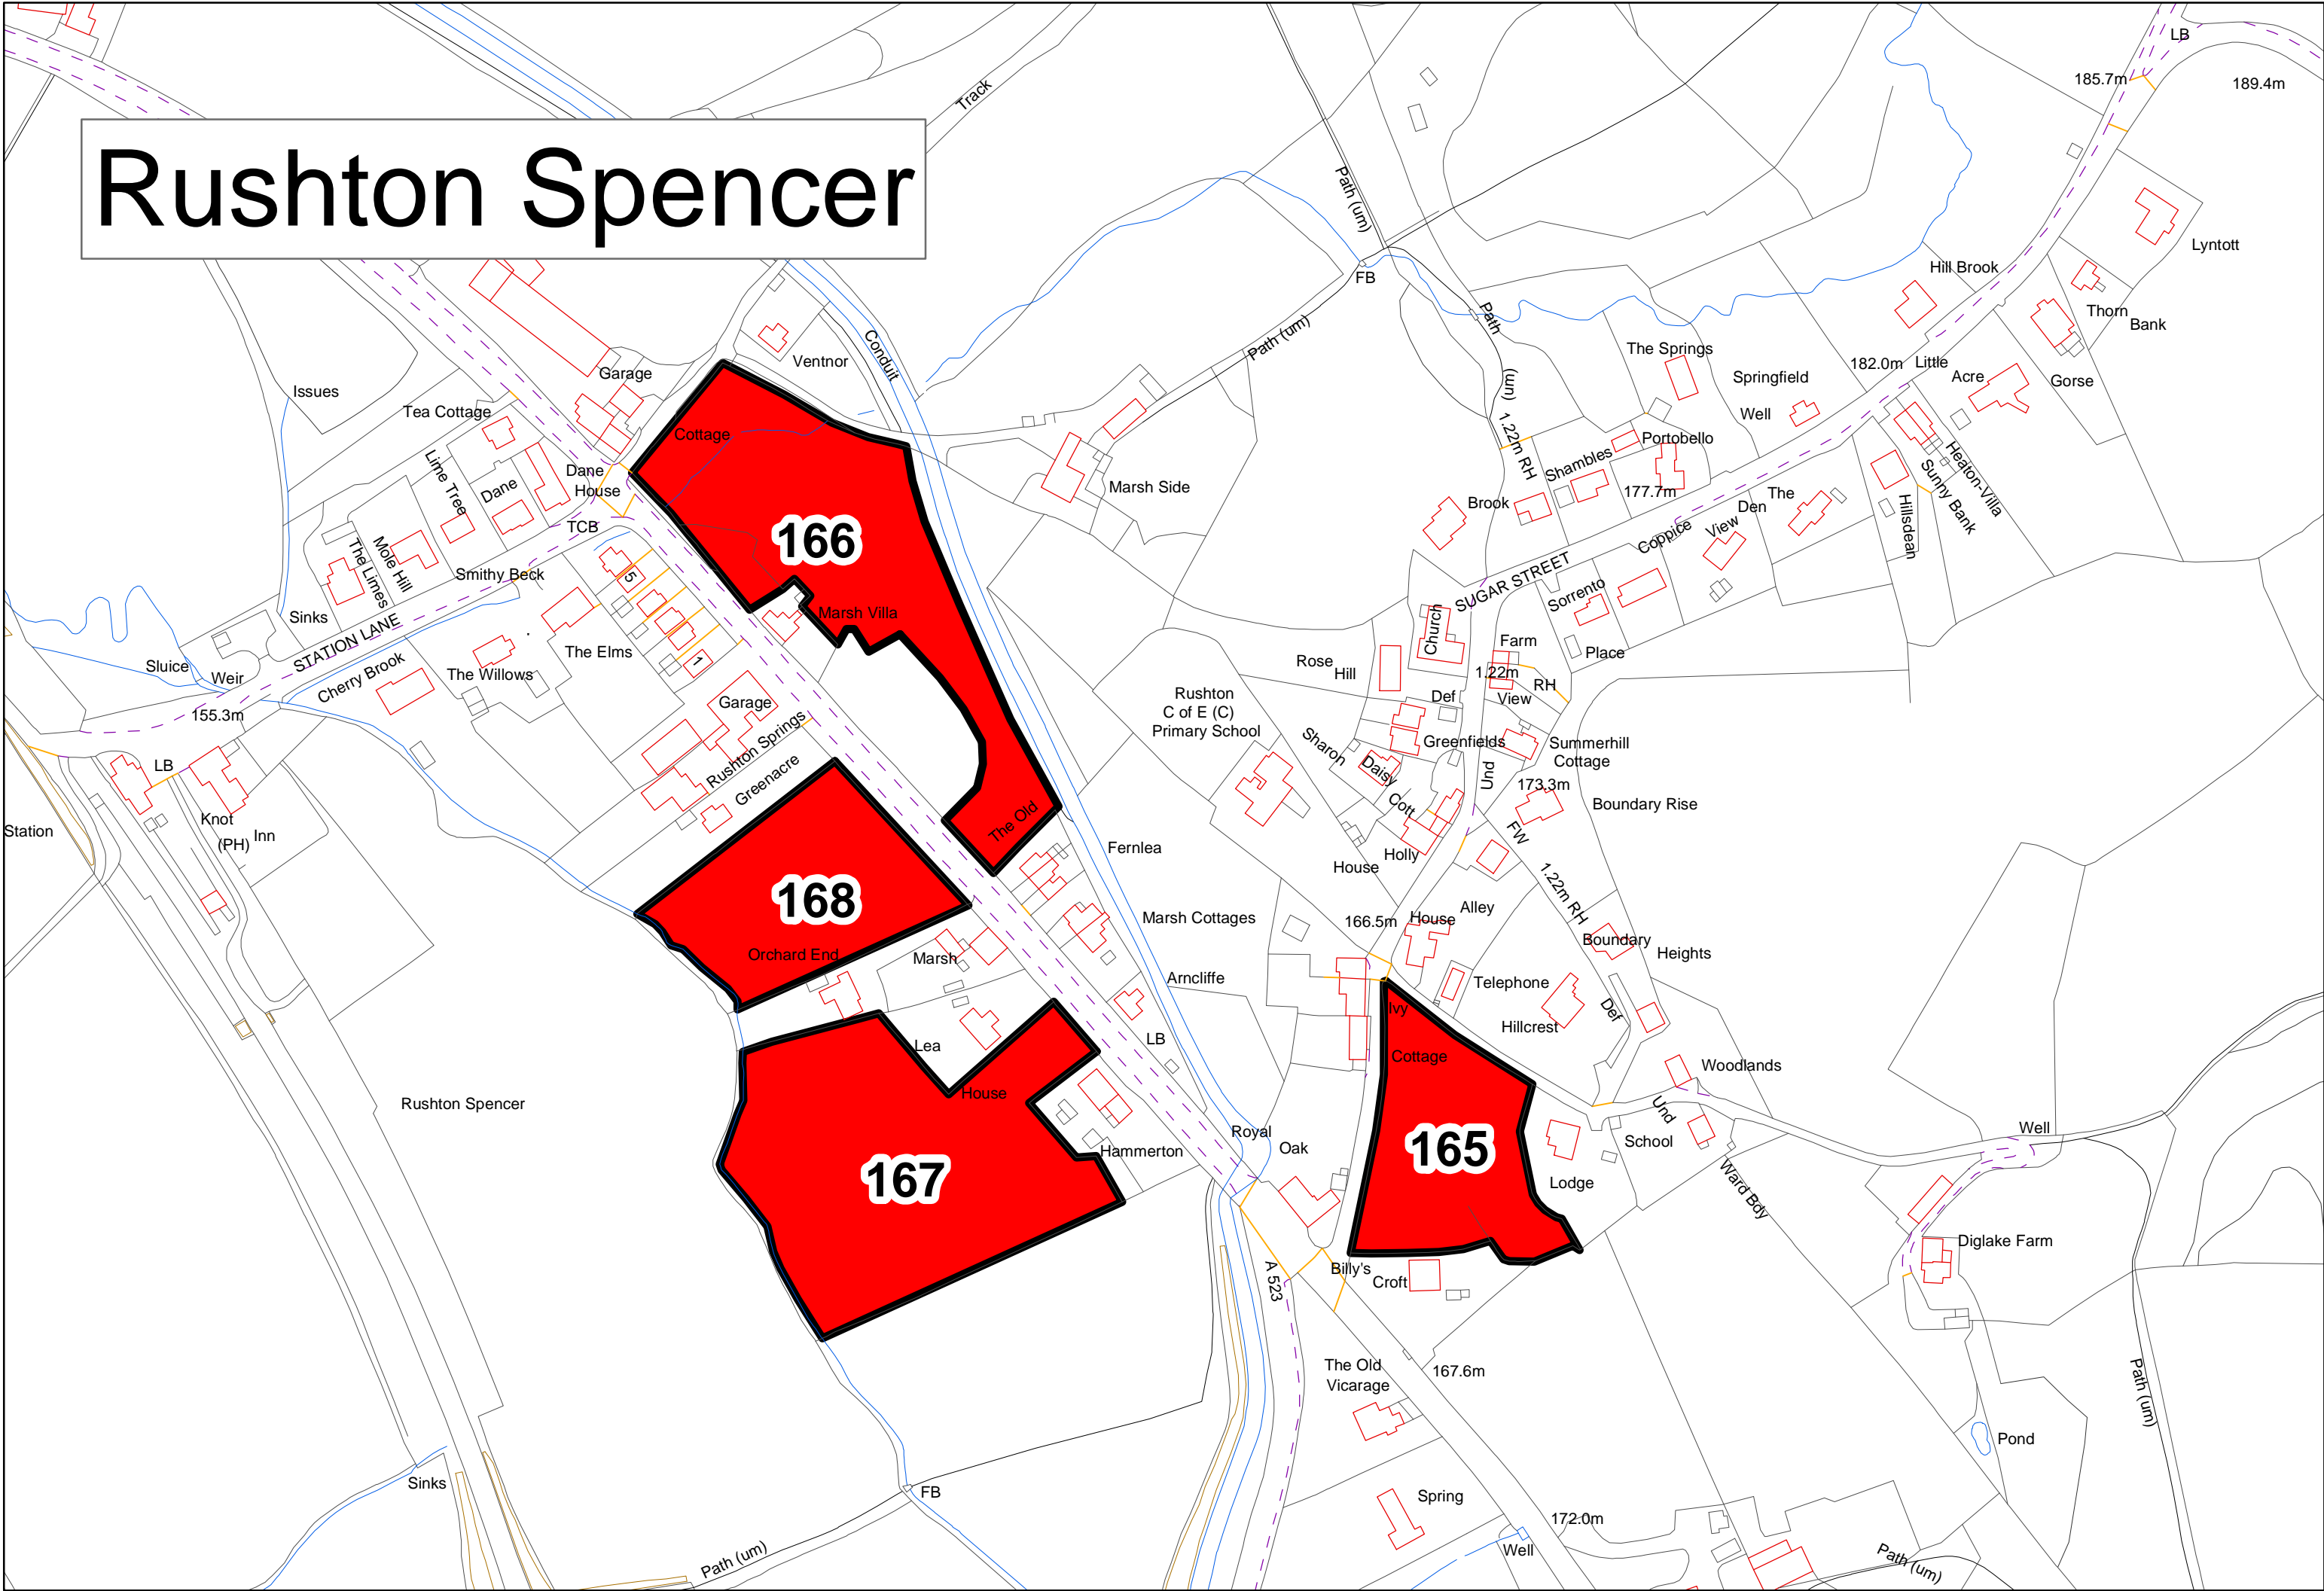 Rushton Spencer
LB
185.7m
189.4m
Track
Path (um)
Lyntott
Hill Brook
FB
Thorn
Bank
Path
(um)
Path (um)
Conduit
Ventnor
The Springs
182.0m
Little
Acre
Gorse
Springfield
Well
Garage
Issues
Tea Cottage
Cottage
1.22m RH
Portobello
Shambles
Lime Tree
Dane
Dane
House
Marsh Side
Brook
177.7m
The
Den
View
Coppice
Heaton-Villa
Sunny Bank
Hillsdean
TCB
166
Mole Hill
The Limes
Smithy Beck
5
SUGAR STREET
Sorrento
Marsh Villa
Sinks
STATION LANE
Church
Farm
Place
The Elms
1
Sluice
Weir
Cherry Brook
The Willows
Rose
Hill
1.22m
RH
View
Def
155.3m
Garage
Rushton
C of E (C)
Primary School
Rushton Springs
Greenacre
Sharon
Daisy
Cott
Greenfields
Summerhill
Cottage
Und
173.3m
LB
Boundary Rise
Station
Knot
Inn
(PH)
The Old
FW
Fernlea
Holly
House
168
1.22m RH
Marsh Cottages
166.5m
House
Alley
Boundary
Heights
Orchard End
Marsh
Arncliffe
Telephone
Ivy
Hillcrest
Def
Lea
LB
Cottage
Woodlands
House
Rushton Spencer
Und
Royal
Oak
School
Well
165
Hammerton
167
Lodge
Ward Bdy
Diglake Farm
A 523
Billy's
Croft
The Old
Vicarage
167.6m
Path (um)
Pond
Sinks
FB
Spring
172.0m
Well
Path (um)
Path (um)